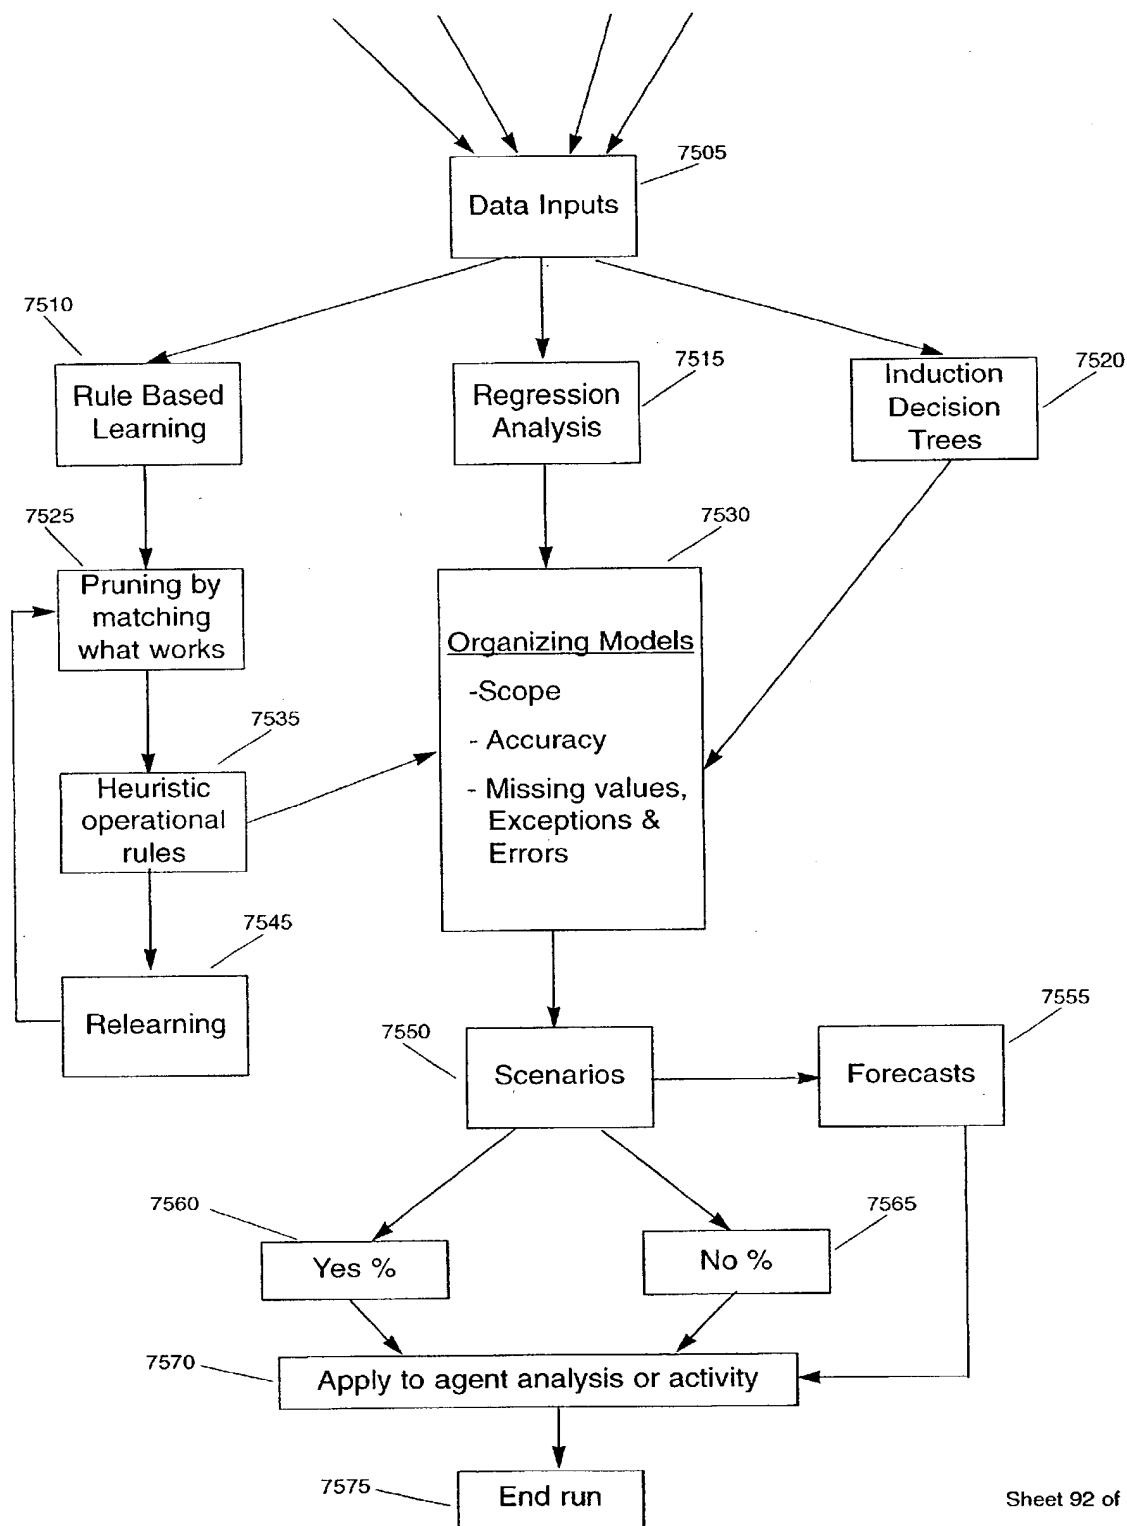 7505
Data Inputs
7510
Rule Based
Learning
7515
Regression
Analysis
7520
Induction
Decision
Trees
7525
Pruning by
matching
what works
7530
Organizing Models
-Scope
- Accuracy
- Missing values,
Exceptions &
Errors
7535
Heuristic
operational
rules
7545
Relearning
7550
Scenarios
7555
Forecasts
7560
Yes %
7565
No %
7570
Apply to agent analysis or activity
7575
End run
Sheet 92 of